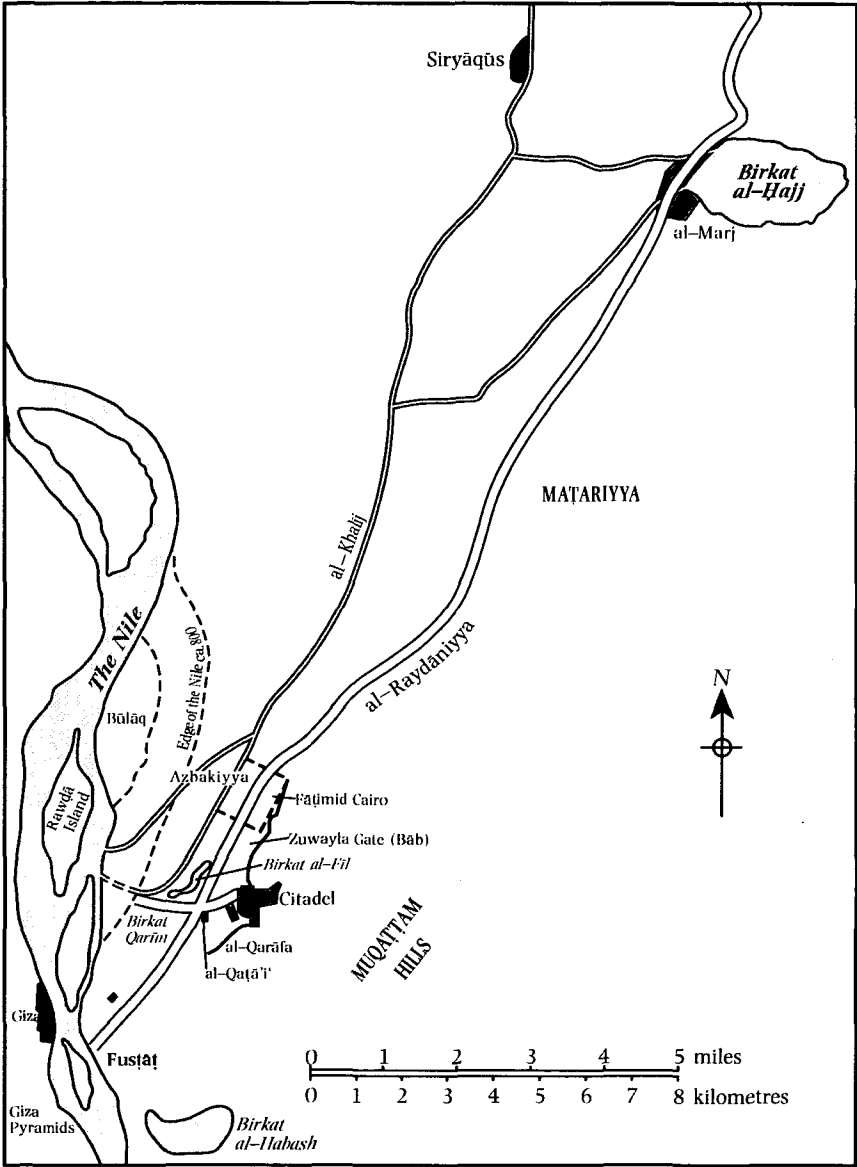 Siryāqūs
Birkat
al–Ḥajj
al–Marj
MAṬARIYYA
al–Khalij
The Nile
Edge of the Nile ca.800
al–Raydāniyya
N
Būlāq
Azbakiyya
Rawdā
Island
Fāṭimid Cairo
Zuwayla Gate (Bāb)
Birkat al–Fīl
Citadel
Birkat
Qarūn
al–Qarāfa
al–Qaṭā'i‘
MUQAṬṬAM
HILLS
Giza
Fusṭāṭ
0 1 2 3 4 5 miles
0 1 2 3 4 5 6 7 8 kilometres
Giza
Pyramids
Birkat
al–Habash